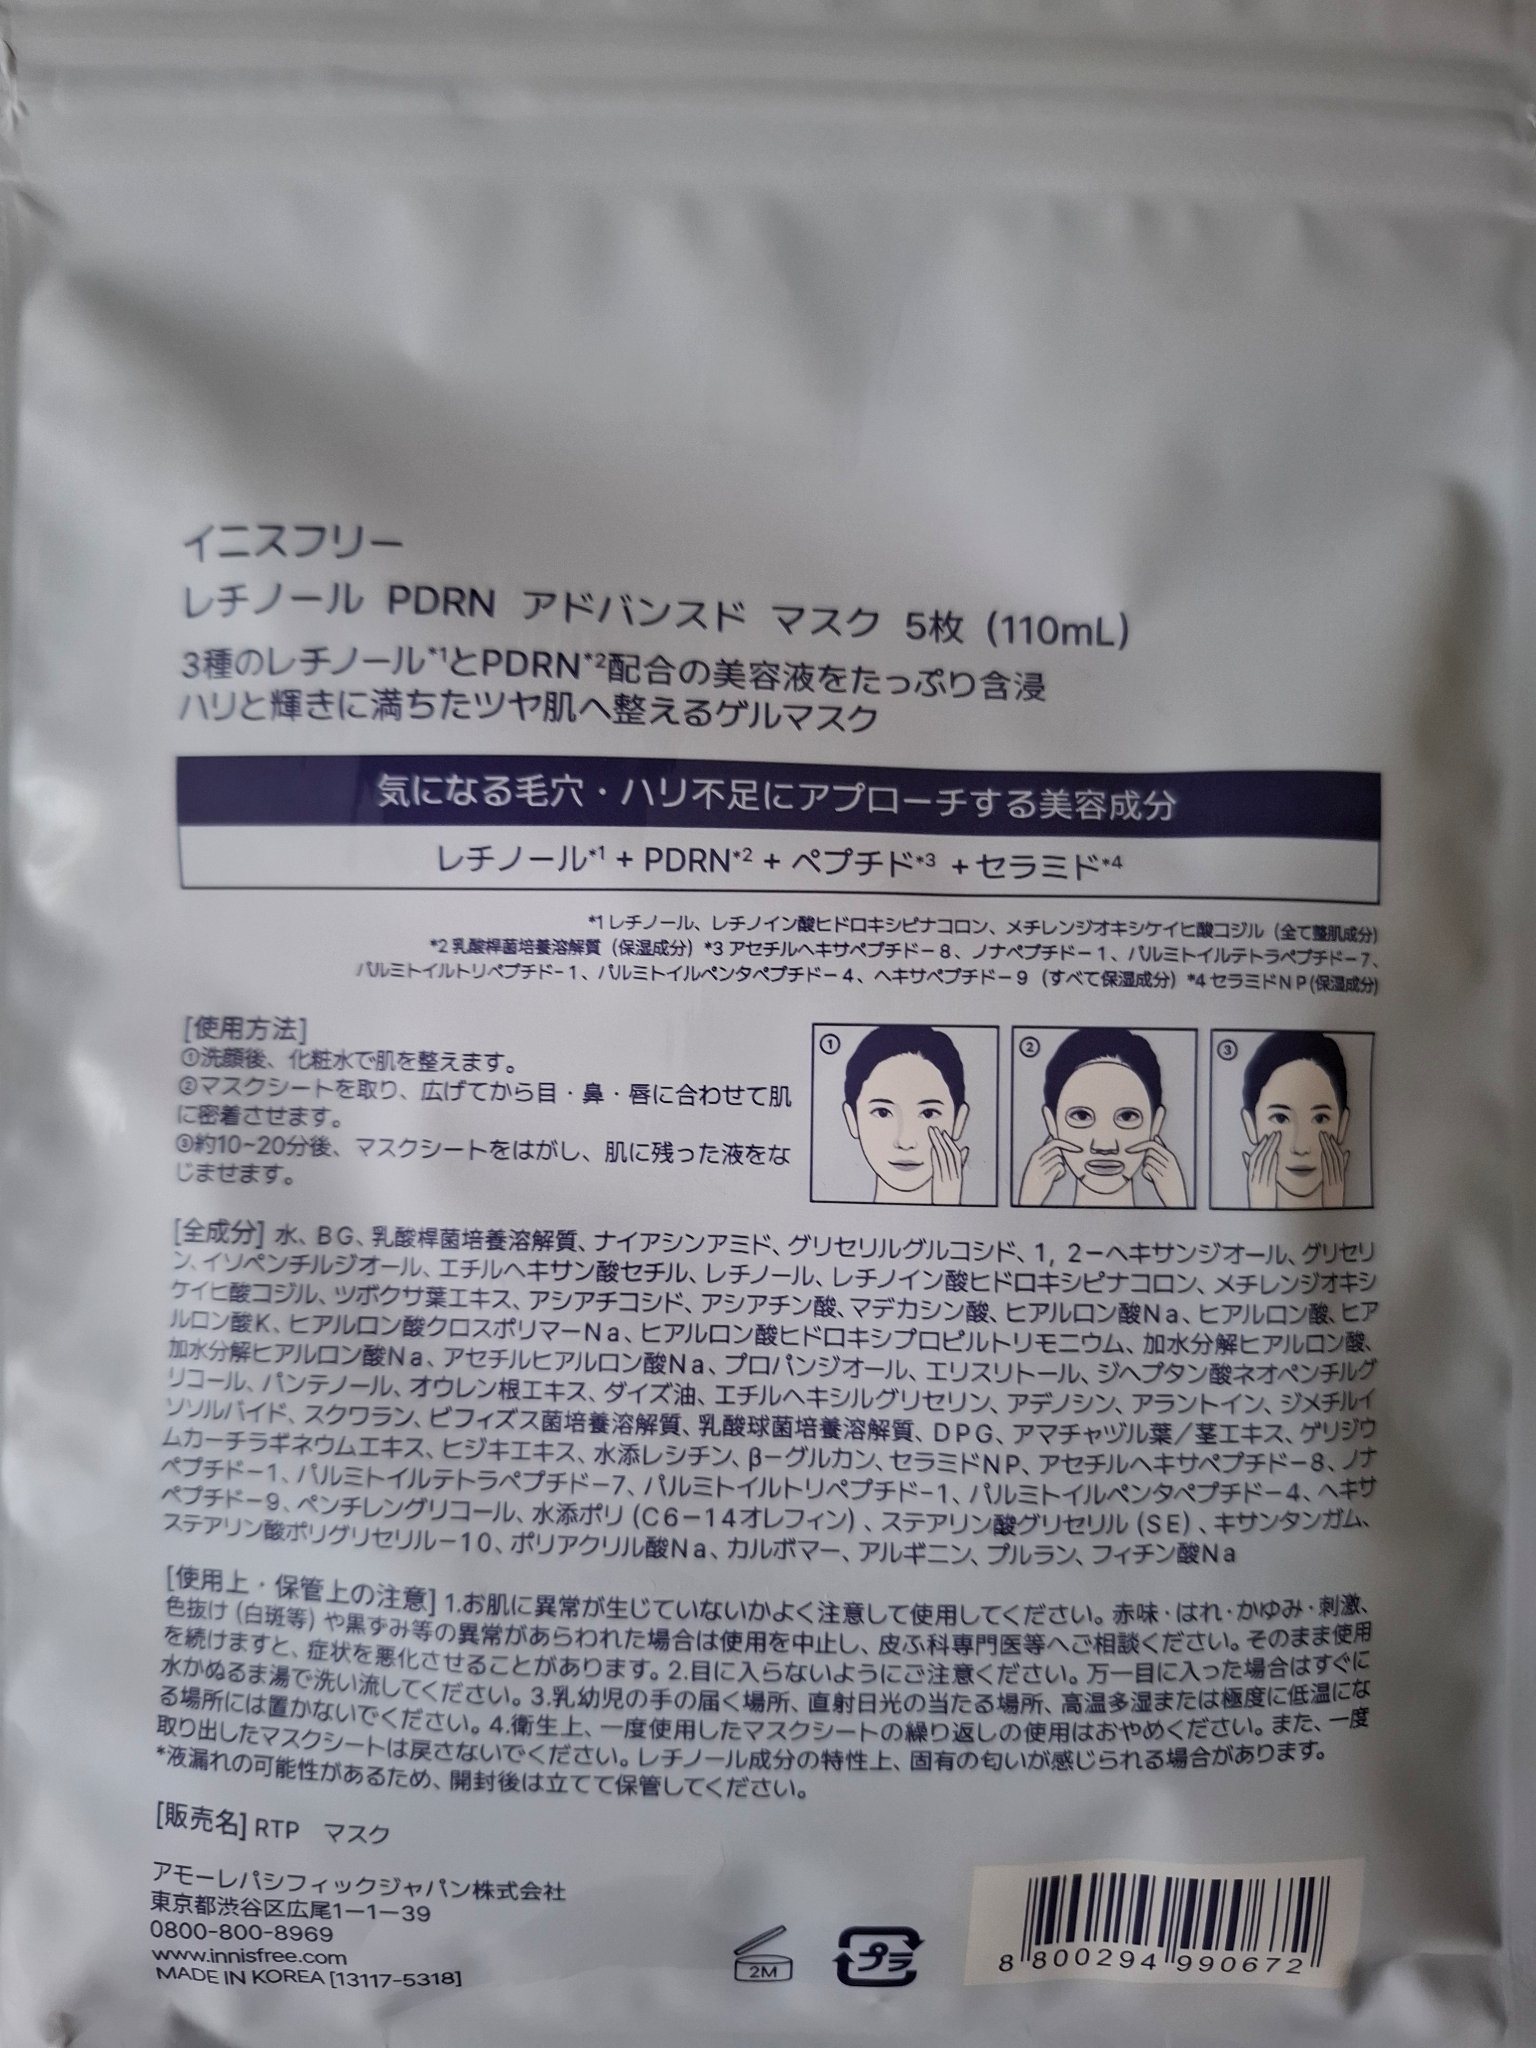 イニスフリー
レチノール PDRN アドバンスド マスク 5枚 (110mL)
3種のレチノール*1とPDRN*2配合の美容液をたっぷり含浸
ハリと輝きに満ちたツヤ肌へ整えるゲルマスク
気になる毛穴・ハリ不足にアプローチする美容成分
レチノール*1 + PDRN*2 + ペプチド*3 + セラミド*4
*1レチノール、レチノイン酸ヒドロキシピナコロン、メチレンジオキシケイヒ酸コジル (全て整肌成分)
*2 乳酸桿菌培養溶解質 (保湿成分) *3 アセチルヘキサペプチドー8、ノナペプチドー1、パルミトイルテトラペプチドー7、
パルミトイルトリペプチドー1、パルミトイルペンタペプチドー4、ヘキサペプチドー9 (すべて保湿成分) *4 セラミドNP(保湿成分)
[使用方法]
①洗顔後、化粧水で肌を整えます。
②マスクシートを取り、広げてから目・鼻・唇に合わせて肌
に密着させます。
③約10~20分後、マスクシートをはがし、肌に残った液をな
じませます。
①
②
③
[全成分] 水、BG、乳酸桿菌培養溶解質、ナイアシンアミド、グリセリルグルコシド、1, 2ーヘキサンジオール、グリセリ
ン、イソペンチルジオール、エチルヘキサン酸セチル、レチノール、レチノイン酸ヒドロキシピナコロン、メチレンジオキシ
ケイヒ酸コジル、ツボクサ葉エキス、アシアチコシド、アシアチン酸、マデカシン酸、ヒアルロン酸Na、ヒアルロン酸、ヒア
ルロン酸K、ヒアルロン酸クロスポリマーNa、ヒアルロン酸ヒドロキシプロピルトリモニウム、加水分解ヒアルロン酸、
加水分解ヒアルロン酸Na、アセチルヒアルロン酸Na、プロパンジオール、エリスリトール、ジヘプタン酸ネオペンチルグ
リコール、パンテノール、オウレン根エキス、ダイズ油、エチルヘキシルグリセリン、アデノシン、アラントイン、ジメチルイ
ソソルバイド、スクワラン、ビフィズス菌培養溶解質、乳酸球菌培養溶解質、DPG、アマチャヅル葉／茎エキス、ゲリジウ
ムカーチラギネウムエキス、ヒジキエキス、水添レシチン、βーグルカン、セラミドNP、アセチルヘキサペプチドー8、ノナ
ペプチドー1、パルミトイルテトラペプチドー7、パルミトイルトリペプチドー1、パルミトイルペンタペプチドー4、ヘキサ
ペプチドー9、ペンチレングリコール、水添ポリ (C6ー14オレフィン) 、ステアリン酸グリセリル (SE) 、キサンタンガム、
ステアリン酸ポリグリセリルー10、ポリアクリル酸Na、カルボマー、アルギニン、プルラン、フィチン酸Na
[使用上・保管上の注意] 1.お肌に異常が生じていないかよく注意して使用してください。赤味・はれ・かゆみ・刺激、
色抜け (白斑等) や黒ずみ等の異常があらわれた場合は使用を中止し、皮ふ科専門医等へご相談ください。そのまま使用
を続けますと、症状を悪化させることがあります。2.目に入らないようにご注意ください。万一目に入った場合はすぐに
水かぬるま湯で洗い流してください。3.乳幼児の手の届く場所、直射日光の当たる場所、高温多湿または極度に低温にな
る場所には置かないでください。4.衛生上、一度使用したマスクシートの繰り返しの使用はおやめください。また、一度
取り出したマスクシートは戻さないでください。レチノール成分の特性上、固有の匂いが感じられる場合があります。
*液漏れの可能性があるため、開封後は立てて保管してください。
[販売名] RTP マスク
アモーレパシフィックジャパン株式会社
東京都渋谷区広尾1ー1ー39
0800-800-8969
www.innisfree.com
MADE IN KOREA [13117-5318]
2M
プラ
8 800294 990672